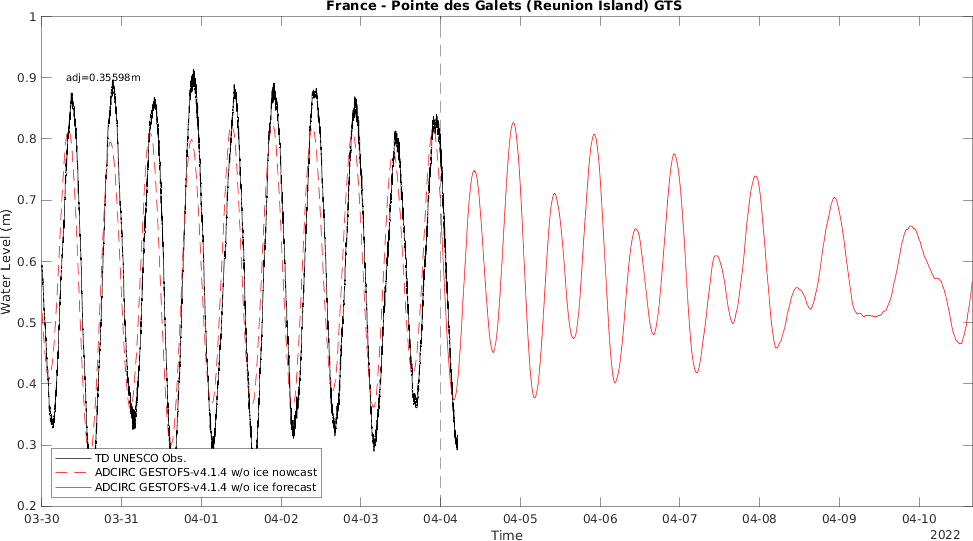 France - Pointe des Galets (Reunion Island) GTS
1
0.9
0.8
0.7
0.6
0.5
0.4
0.3
0.2
Water Level (m)
adj=0.35598m
TD UNESCO Obs.
ADCIRC GESTOFS-v4.1.4 w/o ice nowcast
ADCIRC GESTOFS-v4.1.4 w/o ice forecast
03-30 03-31 04-01 04-02 04-03 04-04 04-05 04-06 04-07 04-08 04-09 04-10
Time
2022